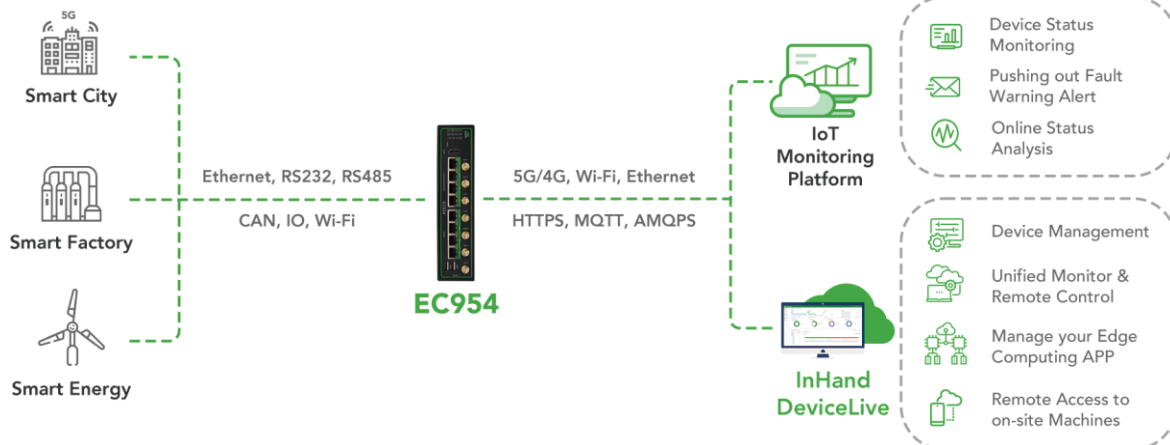 5G
Smart City
Smart Factory
Smart Energy
Ethernet, RS232, RS485
CAN, IO, Wi-Fi
EC954
5G/4G, Wi-Fi, Ethernet
HTTPS, MQTT, AMQPS
IoT
Monitoring
Platform
InHand
DeviceLive
Device Status
Monitoring
Pushing out Fault
Warning Alert
Online Status
Analysis
Device Management
Unified Monitor &
Remote Control
Manage your Edge
Computing APP
Remote Access to
on-site Machines